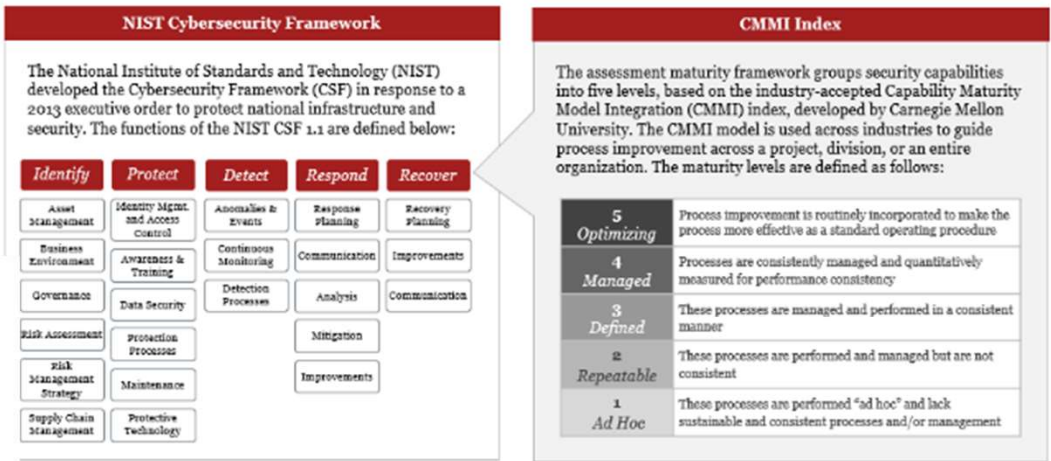 NIST Cybersecurity Framework
The National Institute of Standards and Technology (NIST)
developed the Cybersecurity Framework (CSF) in response to a
2013 executive order to protect national infrastructure and
security. The functions of the NIST CSF 1.1 are defined below:
Identify
Protect
Detect
Respond
Recover
Asset
Management
Business
Environment
Governance
Risk Assessment
Risk
Management
Strategy
Supply Chain
Management
Identity Mgmt.
and Access
Control
Awareness &
Training
Data Security
Protection
Processes
Maintenance
Protective
Technology
Anomalies &
Events
Continuous
Monitoring
Detection
Processes
Response
Planning
Communication
Analysis
Mitigation
Improvements
Recovery
Planning
Improvements
Communication
CMMI Index
The assessment maturity framework groups security capabilities
into five levels, based on the industry-accepted Capability Maturity
Model Integration (CMMI) index, developed by Carnegie Mellon
University. The CMMI model is used across industries to guide
process improvement across a project, division, or an entire
organization. The maturity levels are defined as follows:
5
Optimizing
Process improvement is routinely incorporated to make the
process more effective as a standard operating procedure
4
Managed
Processes are consistently managed and quantitatively
measured for performance consistency
3
Defined
These processes are managed and performed in a consistent
manner
2
Repeatable
These processes are performed and managed but are not
consistent
1
Ad Hoc
These processes are performed "ad hoc" and lack
sustainable and consistent processes and/or management